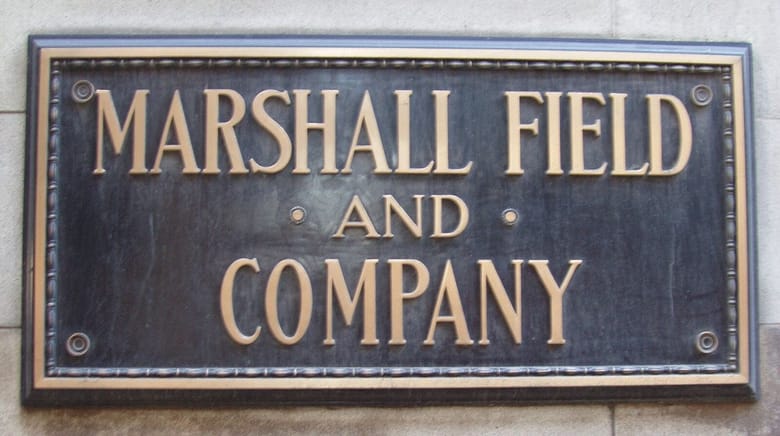 MARSHALL FIELD
· AND ·
COMPANY